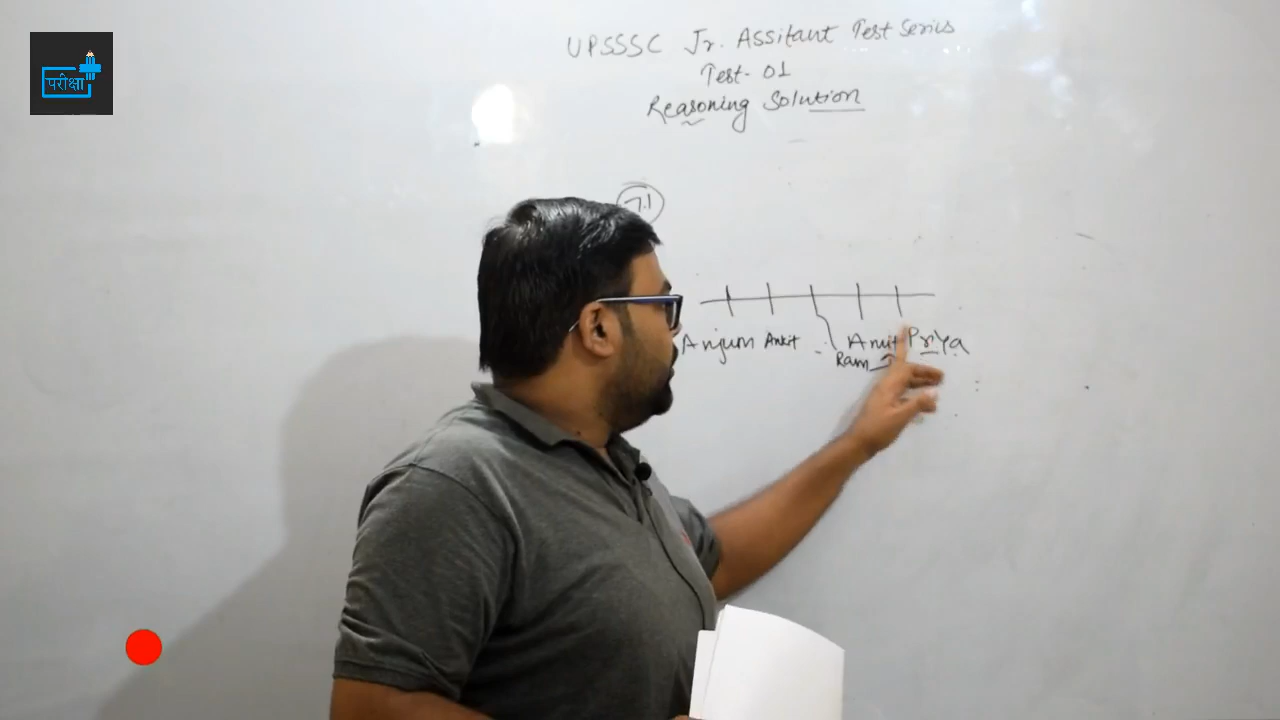 परीक्षा
UPSSSC Jr. Assitant Test Series
Test- 01
Reasoning Solution
71
Anjum Ankit Amit Priya
Ram